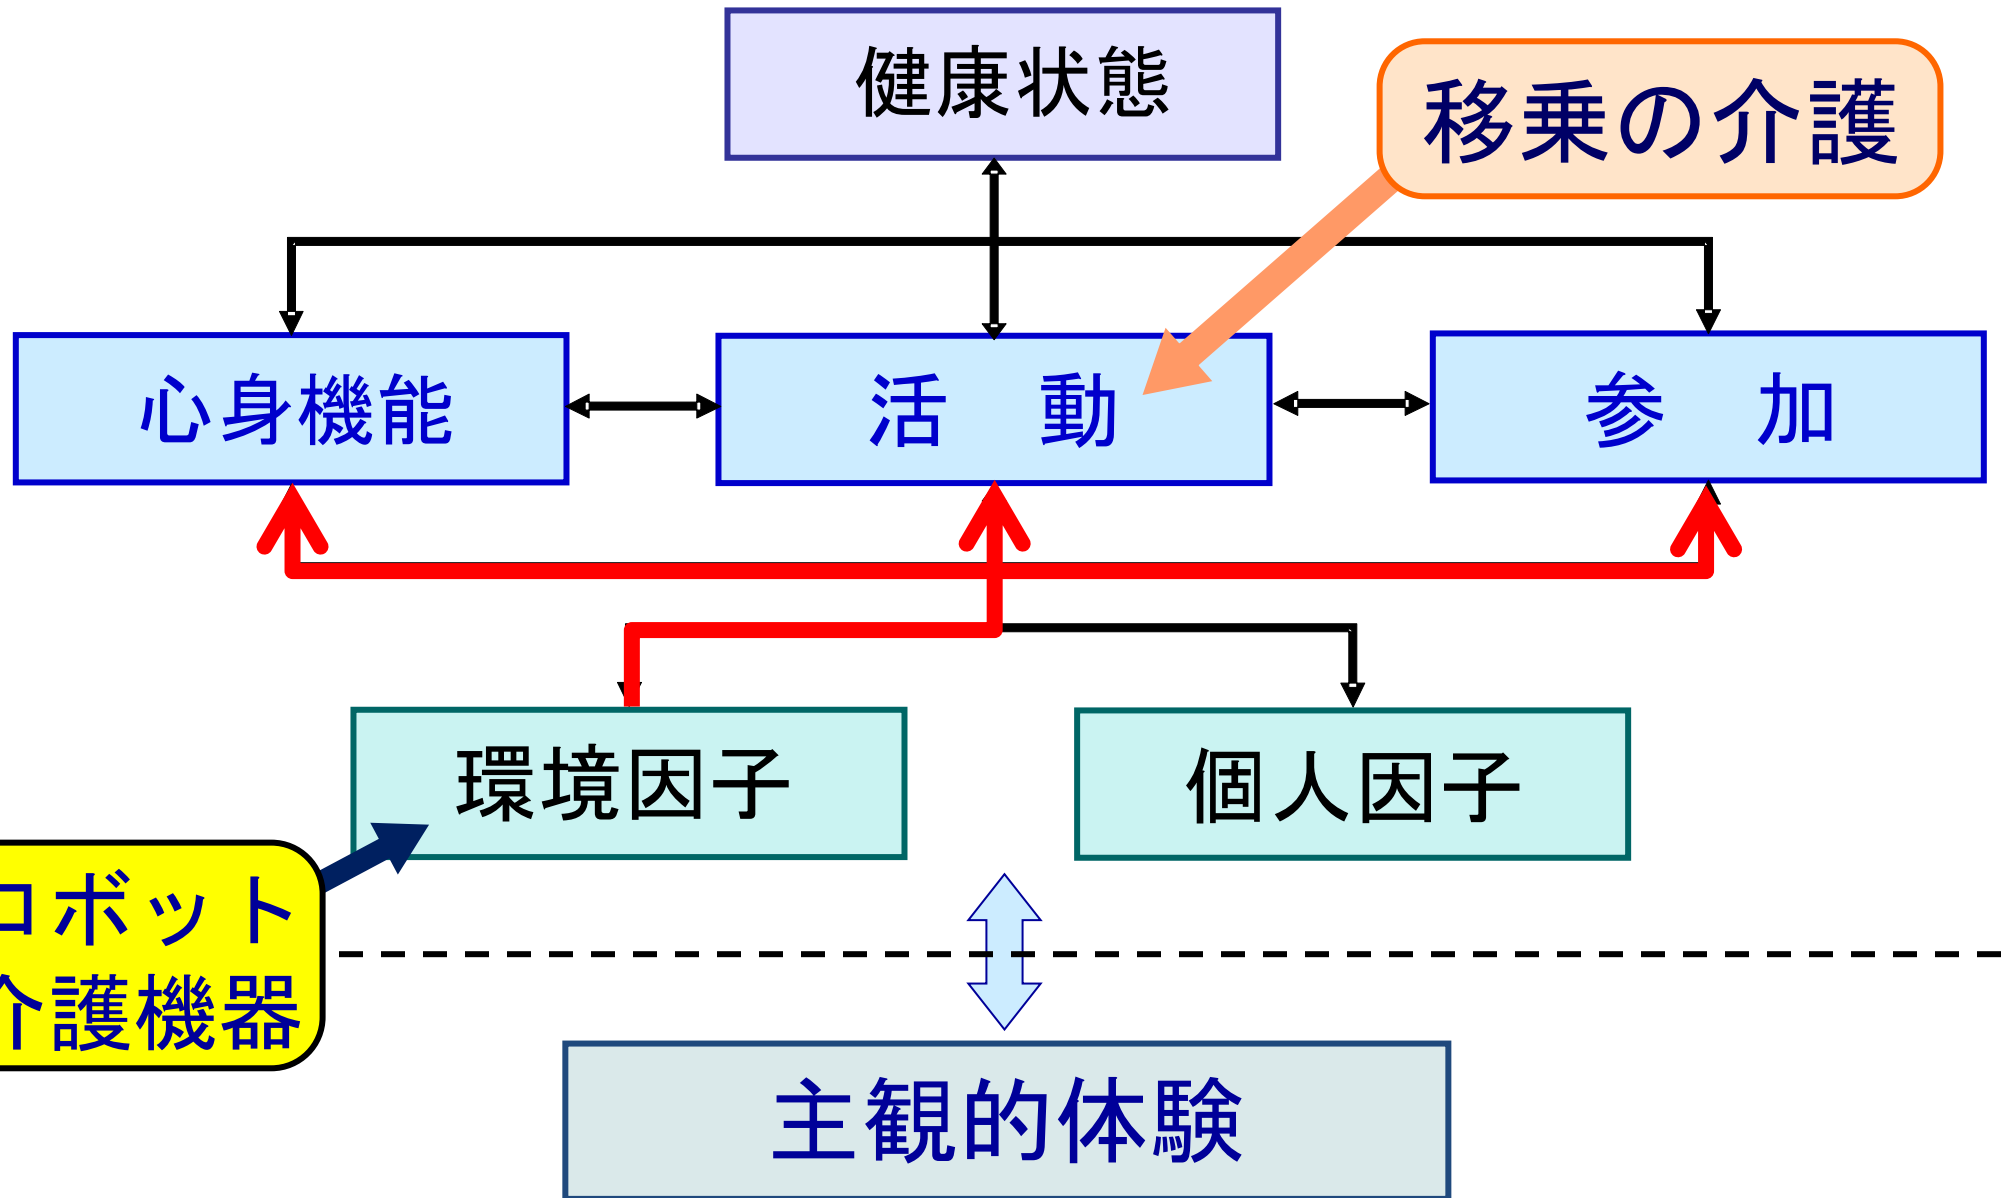 健康状態
移乗の介護
心身機能
活 動
参 加
環境因子
個人因子
ロボット
介護機器
主観的体験